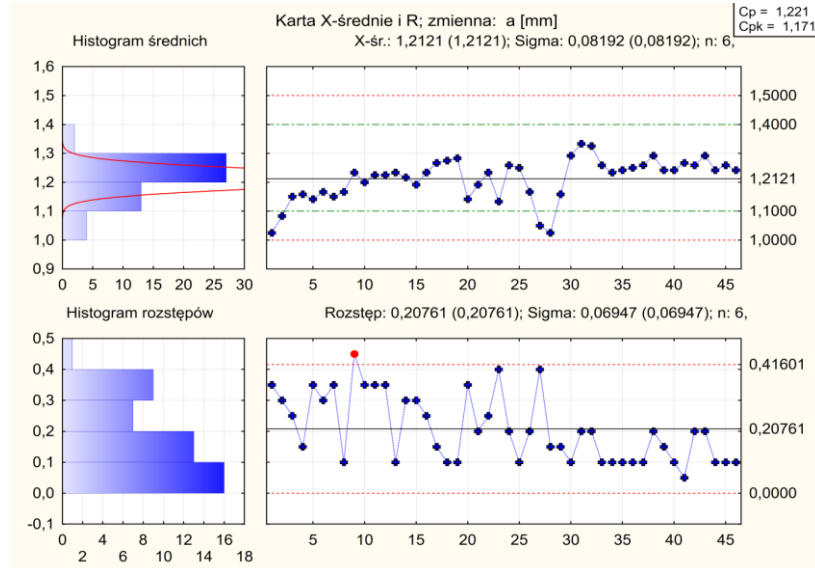 Cp = 1,221
Cpk = 1,171
Karta X-średnie i R; zmienna: a [mm]
Histogram średnich
X-śr.: 1,2121 (1,2121); Sigma: 0,08192 (0,08192); n: 6,
1,6
1,5
1,4
1,3
1,2
1,1
1,0
0,9
0 5 10 15 20 25 30
1,5000
1,4000
1,2121
1,1000
1,0000
5 10 15 20 25 30 35 40 45
Histogram rozstępów
Rozstęp: 0,20761 (0,20761); Sigma: 0,06947 (0,06947); n: 6,
0,5
0,4
0,3
0,2
0,1
0,0
-0,1
0 4 8 12 16
2 6 10 14 18
0,41601
0,20761
0,0000
5 10 15 20 25 30 35 40 45